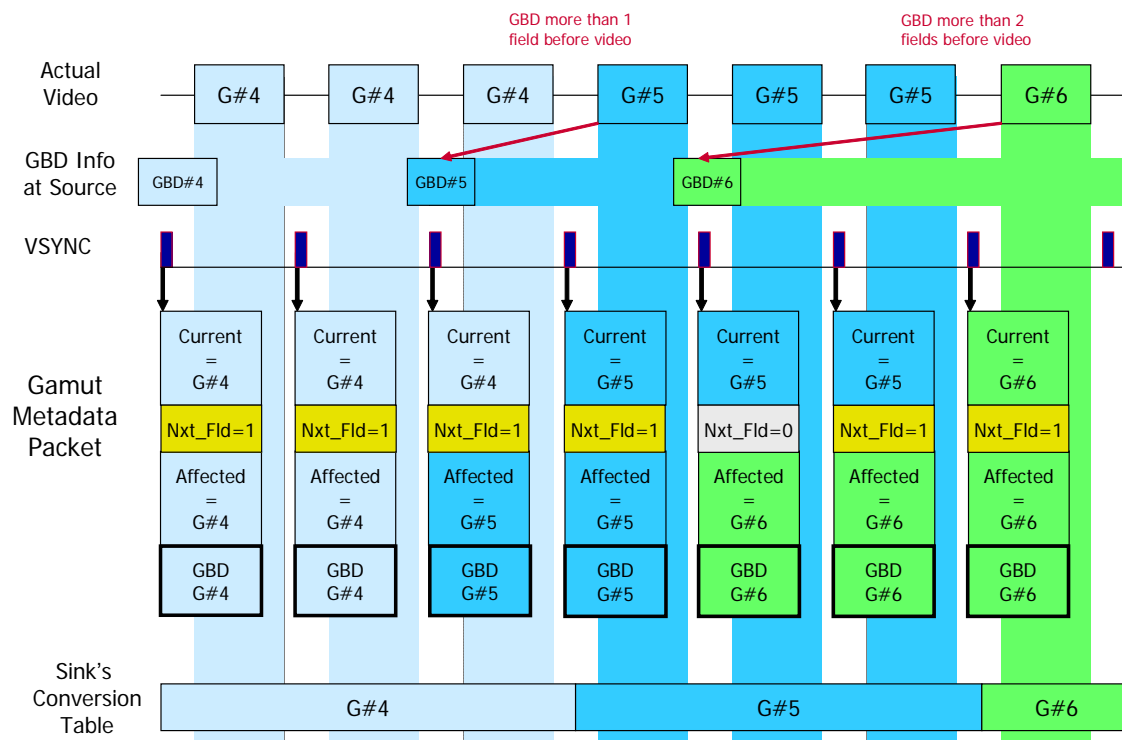 GBD more than 1
field before video
GBD more than 2
fields before video
Actual
Video
G#4
G#4
G#4
G#5
G#5
G#5
G#6
GBD Info
at Source
GBD#4
GBD#5
GBD#6
VSYNC
Gamut
Metadata
Packet
Current
=
G#4
Current
=
G#4
Current
=
G#4
Current
=
G#5
Current
=
G#5
Current
=
G#5
Current
=
G#6
Nxt_Fld=1
Nxt_Fld=1
Nxt_Fld=1
Nxt_Fld=1
Nxt_Fld=0
Nxt_Fld=1
Nxt_Fld=1
Affected
=
G#4
Affected
=
G#4
Affected
=
G#5
Affected
=
G#5
Affected
=
G#6
Affected
=
G#6
Affected
=
G#6
GBD
G#4
GBD
G#4
GBD
G#5
GBD
G#5
GBD
G#6
GBD
G#6
GBD
G#6
Sink's
Conversion
Table
G#4
G#5
G#6